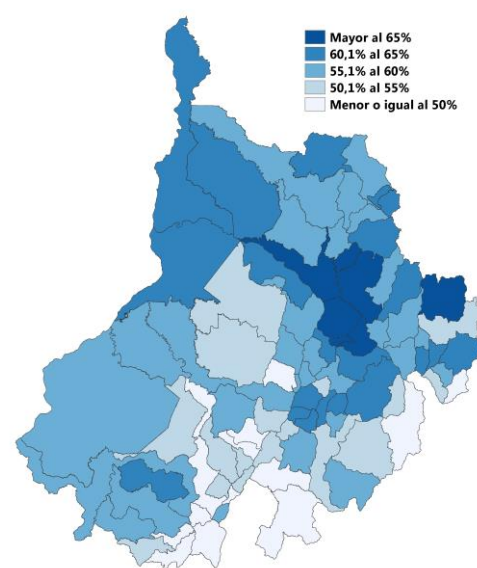 Mayor al 65%
60,1% al 65%
55,1% al 60%
50,1% al 55%
Menor o igual al 50%